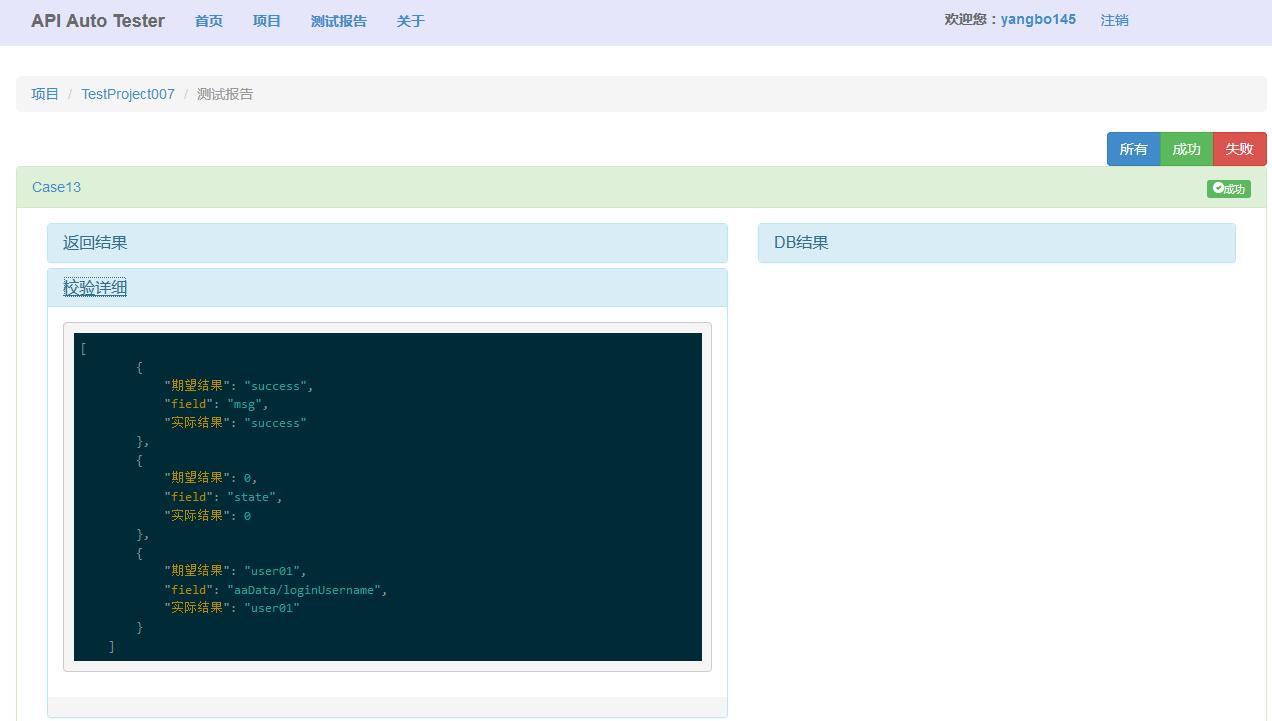 API Auto Tester 首页 项目 测试报告 关于 欢迎您：yangbo145 注销
项目 / TestProject007 / 测试报告
所有 成功 失败
Case13 成功
返回结果 DB结果
校验详细
[
{
"期望结果": "success",
"field": "msg",
"实际结果": "success"
},
{
"期望结果": 0,
"field": "state",
"实际结果": 0
},
{
"期望结果": "user01",
"field": "aaData/loginUsername",
"实际结果": "user01"
}
]